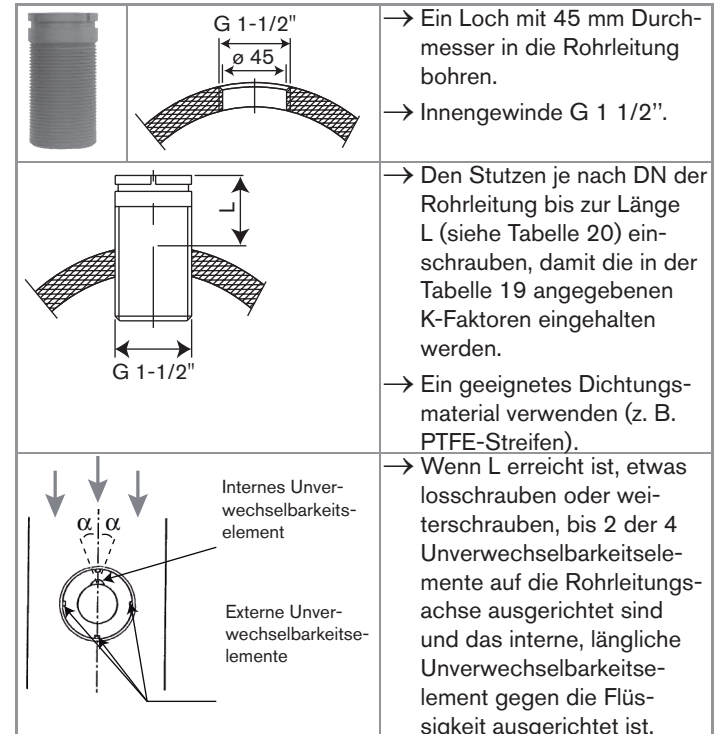 G 1-1/2"
ø 45
→ Ein Loch mit 45 mm Durch-
messer in die Rohrleitung
bohren.
→ Innengewinde G 1 1/2’’.
L
G 1-1/2"
→ Den Stutzen je nach DN der
Rohrleitung bis zur Länge
L (siehe Tabelle 20) ein-
schrauben, damit die in der
Tabelle 19 angegebenen
K-Faktoren eingehalten
werden.
→ Ein geeignetes Dichtungs-
material verwenden (z. B.
PTFE-Streifen).
α α
Internes Unver-
wechselbarkeits-
element
Externe Unver-
wechselbarkeitse-
lemente
→ Wenn L erreicht ist, etwas
losschrauben oder wei-
terschrauben, bis 2 der 4
Unverwechselbarkeitsele-
mente auf die Rohrleitungs-
achse ausgerichtet sind
und das interne, längliche
Unverwechselbarkeitse-
lement gegen die Flüs-
sigkeit ausgerichtet ist.